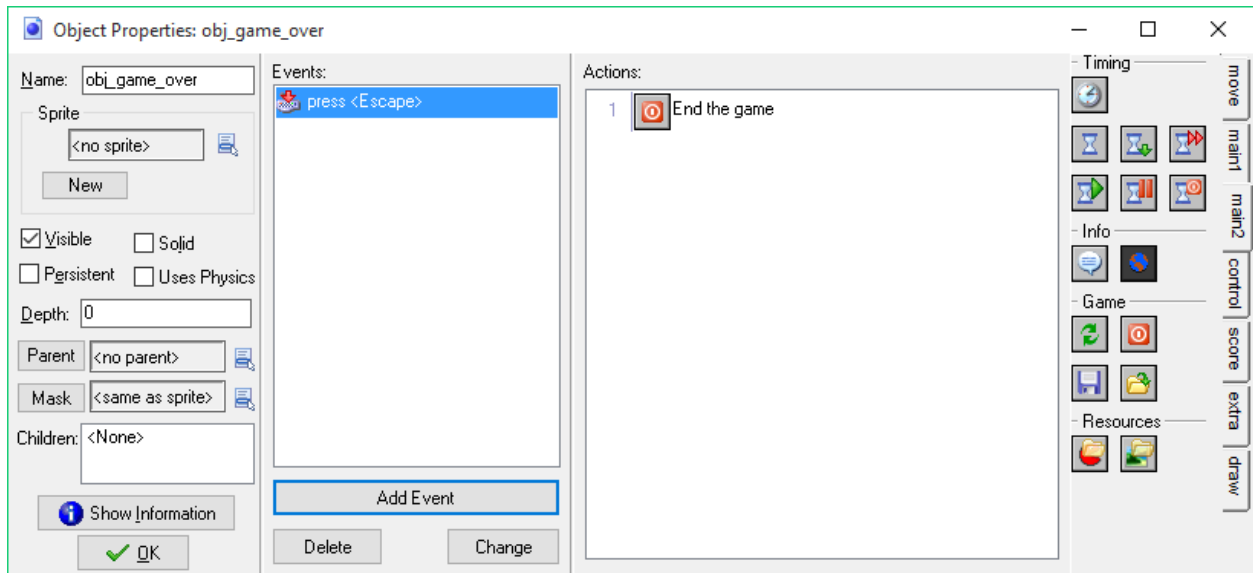 Object Properties: obj_game_over
Name: obj_game_over
Sprite
<no sprite>
New
Visible
Solid
Persistent
Uses Physics
Depth: 0
Parent <no parent>
Mask <same as sprite>
Children: <None>
Show Information
OK
Events:
press <Escape>
Add Event
Delete
Change
Actions:
1 End the game
Timing
Info
Game
Resources
move
main1
main2
control
score
extra
draw